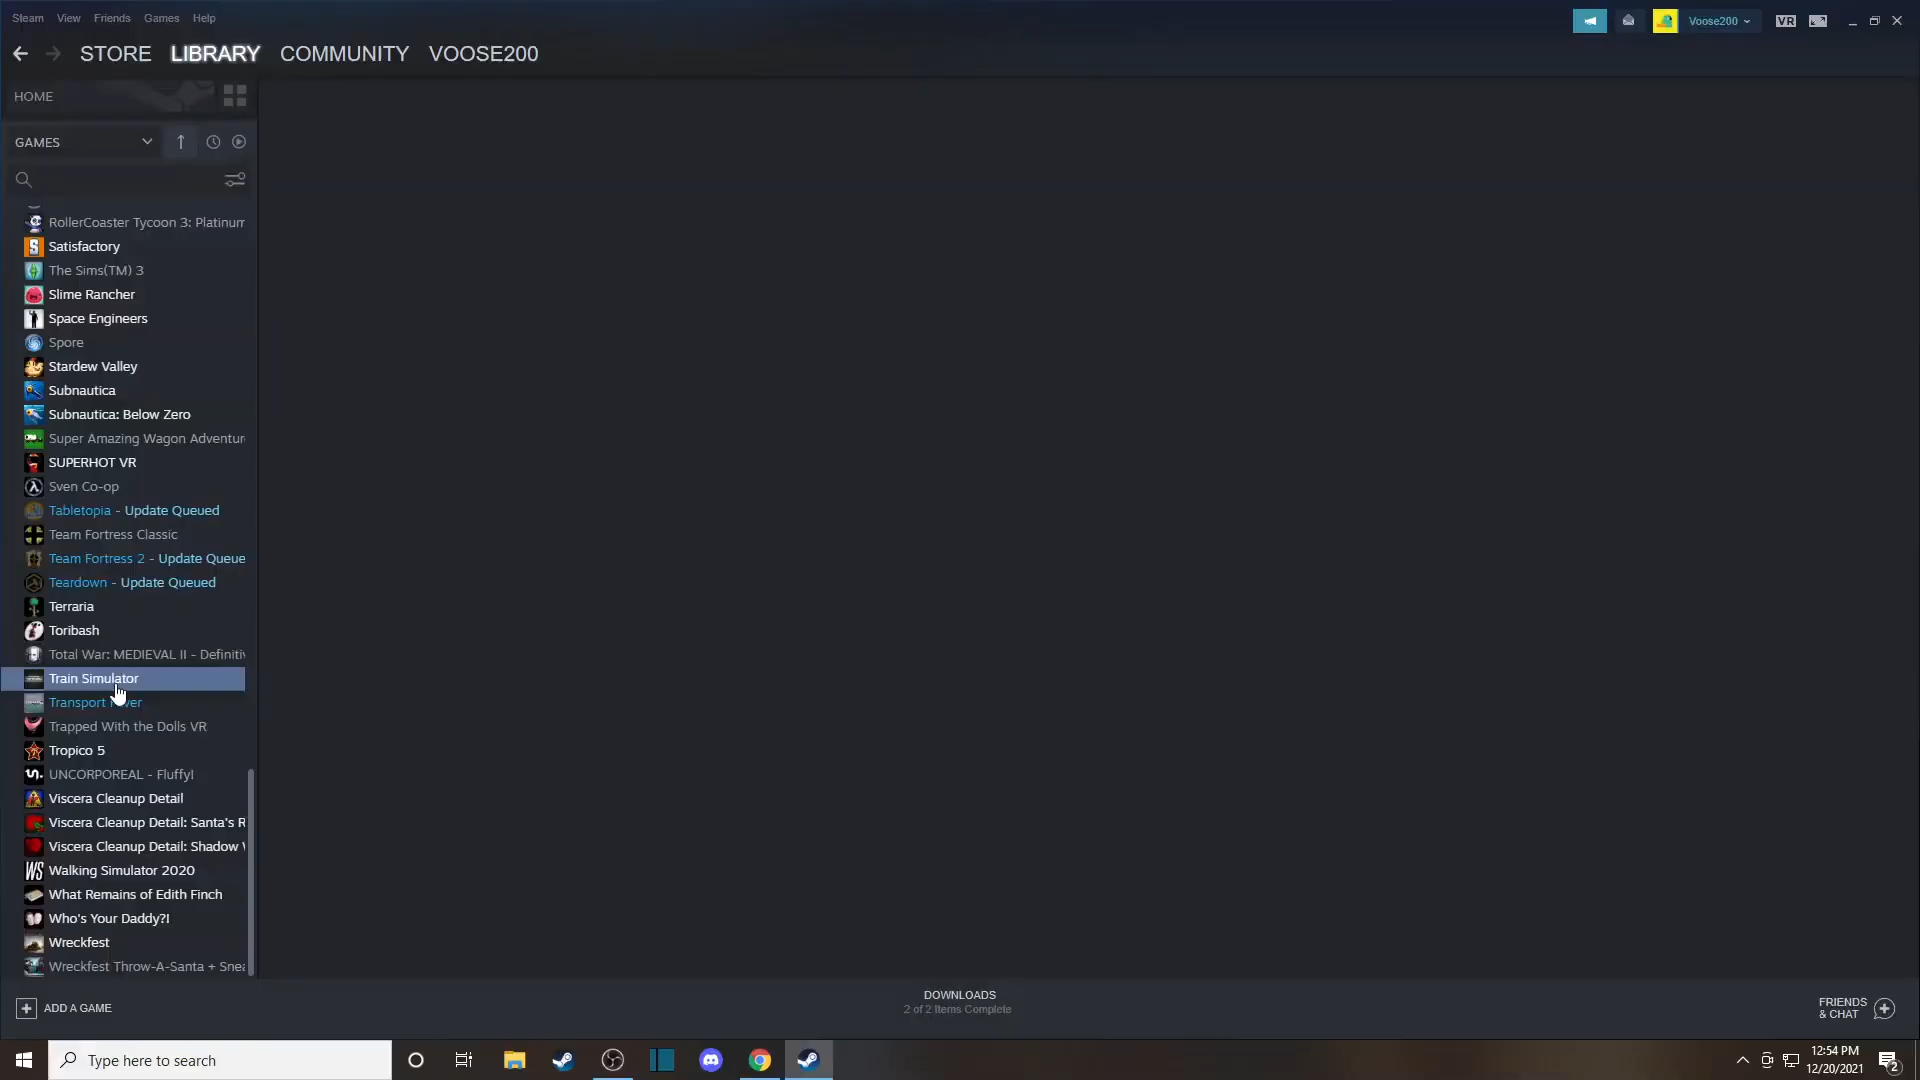 Steam View Friends Games Help
Voose200
VR
STORE LIBRARY COMMUNITY VOOSE200
HOME
GAMES
RollerCoaster Tycoon 3: Platinum
Satisfactory
The Sims(TM) 3
Slime Rancher
Space Engineers
Spore
Stardew Valley
Subnautica
Subnautica: Below Zero
Super Amazing Wagon Adventur
SUPERHOT VR
Sven Co-op
Tabletopia - Update Queued
Team Fortress Classic
Team Fortress 2 - Update Queue
Teardown - Update Queued
Terraria
Toribash
Total War: MEDIEVAL II - Definitiv
Train Simulator
Transport ver
Trapped With the Dolls VR
Tropico 5
UNCORPOREAL - Fluffy!
Viscera Cleanup Detail
Viscera Cleanup Detail: Santa's R
Viscera Cleanup Detail: Shadow W
Walking Simulator 2020
What Remains of Edith Finch
Who's Your Daddy?!
Wreckfest
Wreckfest Throw-A-Santa + Snea
ADD A GAME
DOWNLOADS
2 of 2 Items Complete
FRIENDS
& CHAT
Type here to search
12:54 PM
12/20/2021
2